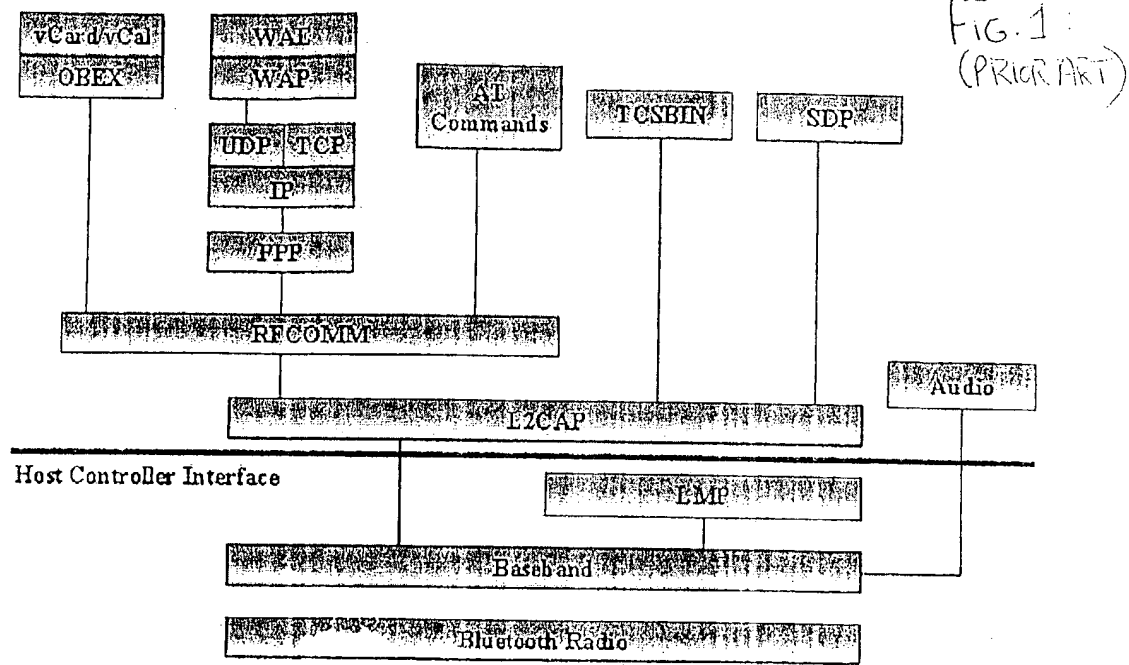 FIG. 1 :
(PRIOR ART)
vCard/vCal
OBEX
WAE
WAP
UDP TCP
IP
PPP
AT
Commands
TCSBIN
SDP
RFCOMM
Audio
L2CAP
Host Controller Interface
LMP
Baseband
Bluetooth Radio